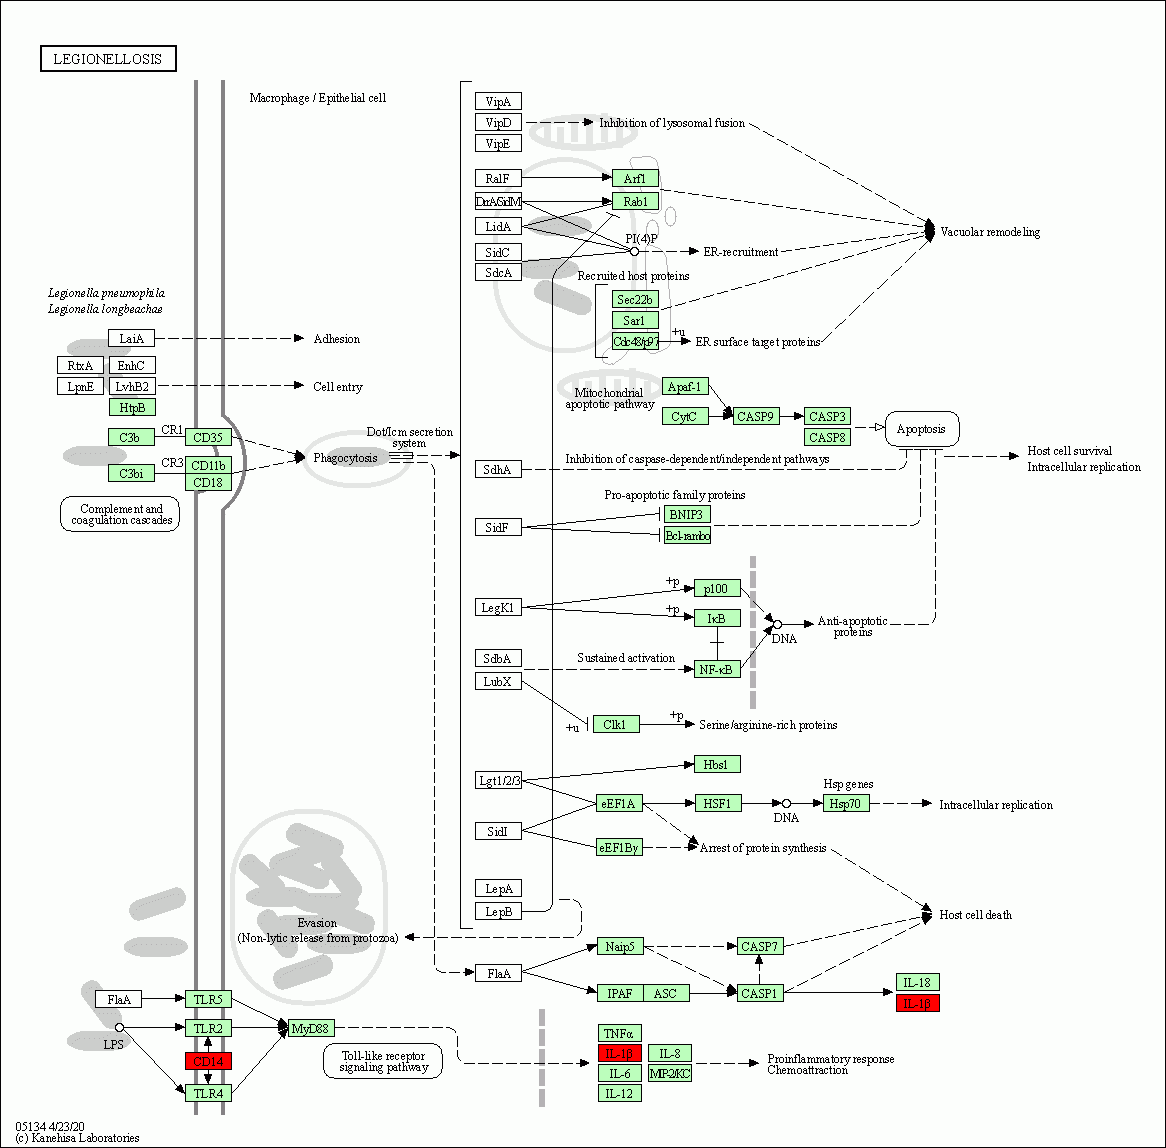 LEGIONELLOSIS
Macrophage / Epithelial cell
VipA
VipD
VipE
Inhibition of lysosomal fusion
RalF
Arf1
DrrA/SidM
Rab1
LidA
PI(4)P
Vacuolar remodeling
SidC
ER-recruitment
SdcA
Recruited host proteins
Sec22b
Sar1
Cdc48/p97
+u
ER surface target proteins
Legionella pneumophila
Legionella longbeachae
LaiA
Adhesion
RtxA
EnhC
LpnE
LvhB2
Cell entry
HtpB
C3b
CR1
CD35
C3bi
CR3
CD11b
CD18
Complement and
coagulation cascades
Phagocytosis
Dot/Icm secretion
system
Mitochondrial
apoptotic pathway
Apaf-1
CytC
CASP9
CASP3
CASP8
Apoptosis
SdhA
Inhibition of caspase-dependent/independent pathways
Host cell survival
Intracellular replication
Pro-apoptotic family proteins
SidF
BNIP3
Bcl-rambo
LegK1
+p
p100
+p
IκB
DNA
Anti-apoptotic
proteins
SdbA
Sustained activation
NF-κB
LubX
+u
Clk1
+p
Serine/arginine-rich proteins
Lgt1/2/3
Hbs1
Hsp genes
eEF1A
HSF1
DNA
Hsp70
Intracellular replication
SidI
eEF1Bγ
Arrest of protein synthesis
LepA
LepB
Host cell death
Evasion
(Non-lytic release from protozoa)
Naip5
CASP7
FlaA
IPAF
ASC
CASP1
IL-18
IL-1β
FlaA
TLR5
LPS
TLR2
MyD88
CD14
TLR4
Toll-like receptor
signaling pathway
TNFα
IL-1β
IL-8
IL-6
MIP2/KC
IL-12
Proinflammatory response
Chemoattraction
05134 4/23/20
(c) Kanehisa Laboratories